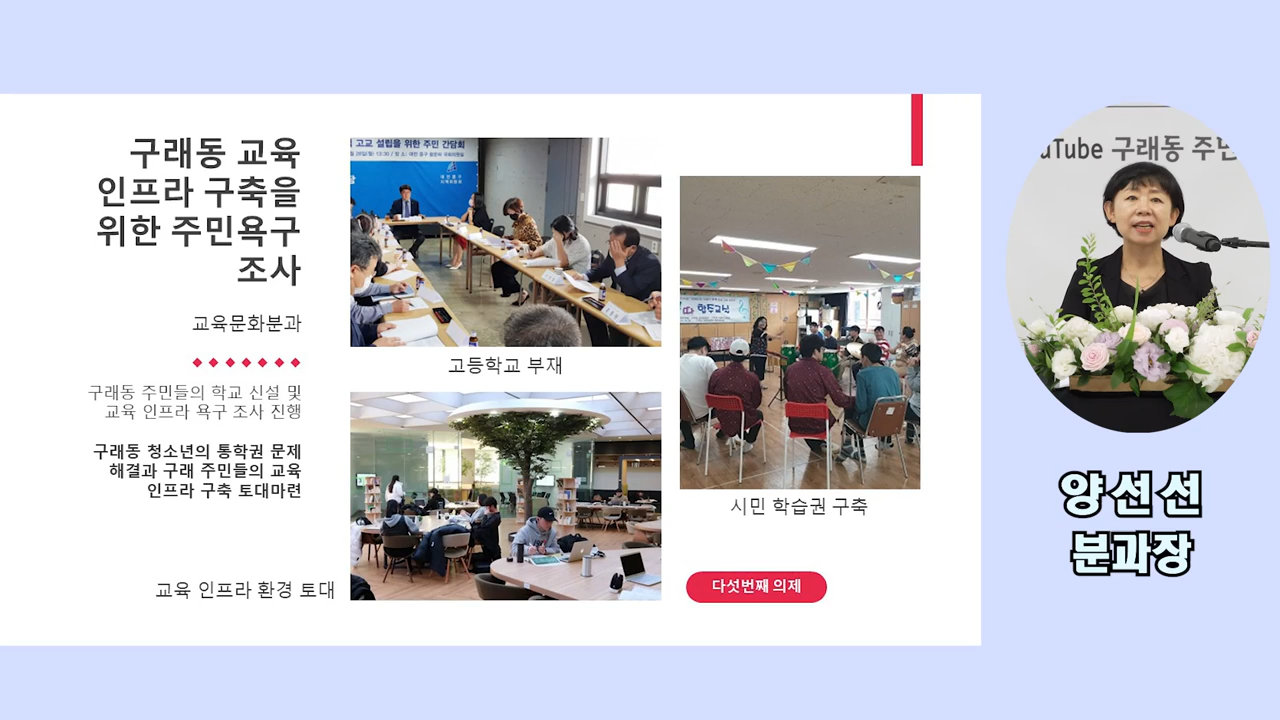 구래동 교육
인프라 구축을
위한 주민욕구
조사
교육문화분과
구래동 주민들의 학교 신설 및
교육 인프라 욕구 조사 진행
구래동 청소년의 통학권 문제
해결과 구래 주민들의 교육
인프라 구축 토대마련
교육 인프라 환경 토대
고교 설립을 위한 주민 간담회
고등학교 부재
시민 학습권 구축
다섯번째 의제
uTube 구래동 주민
양선선
분과장